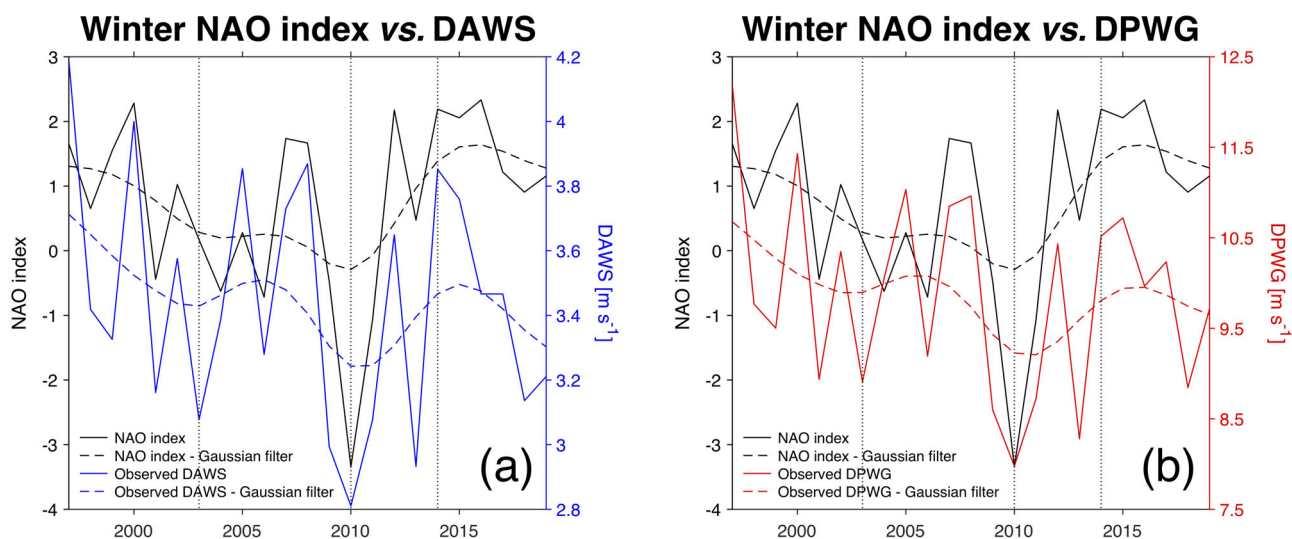 Winter NAO index vs. DAWS
3
2
1
0
-1
-2
-3
-4
NAO index
4.2
4
3.8
3.6
3.4
3.2
3
2.8
DAWS [m s-1]
2000
2005
2010
2015
NAO index
NAO index - Gaussian filter
Observed DAWS
Observed DAWS - Gaussian filter
(a)
Winter NAO index vs. DPWG
3
2
1
0
-1
-2
-3
-4
NAO index
12.5
11.5
10.5
9.5
8.5
7.5
DPWG [m s-1]
2000
2005
2010
2015
NAO index
NAO index - Gaussian filter
Observed DPWG
Observed DPWG - Gaussian filter
(b)